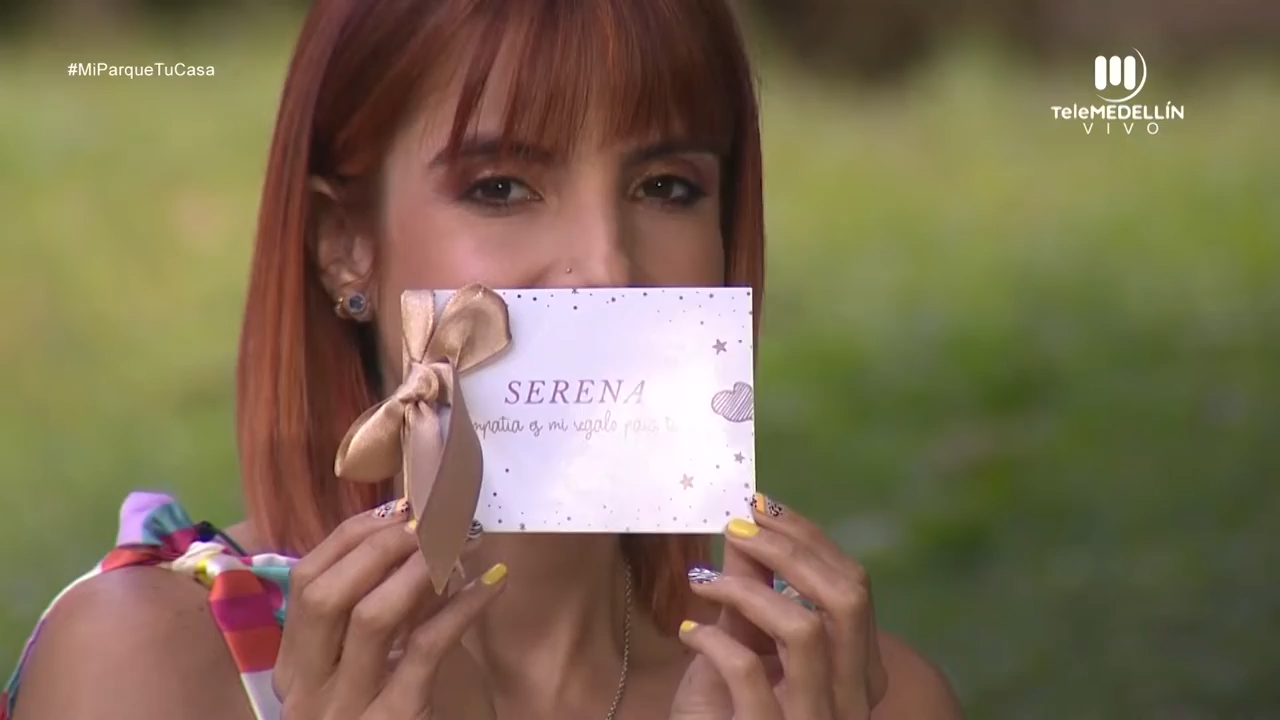 #MiParqueTuCasa
TeleMEDELLÍN
VIVO
SERENA
es mi regalo para